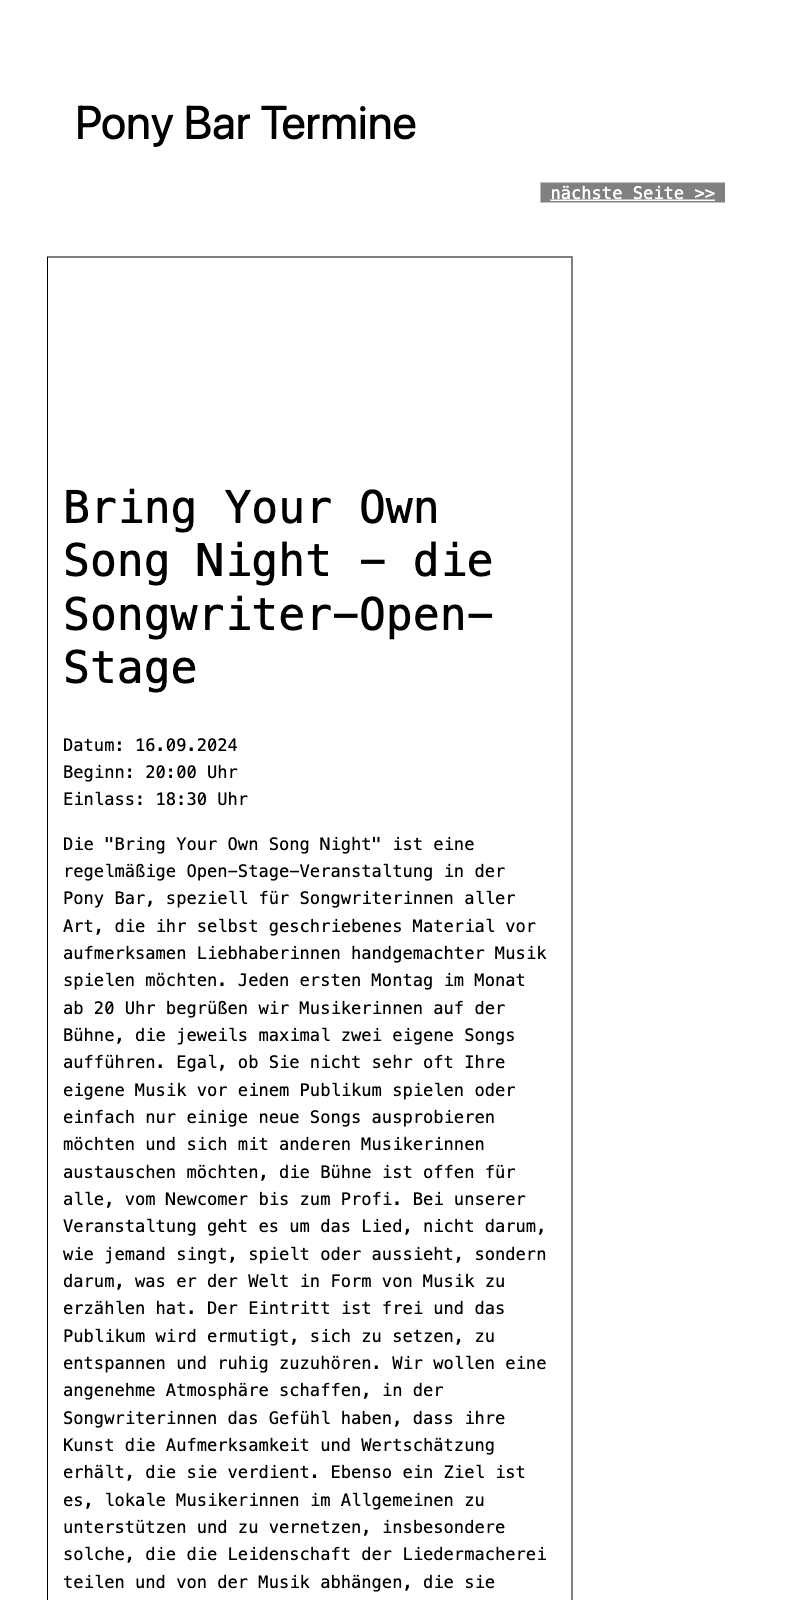 Pony Bar Termine
nächste Seite >>
Bring Your Own
Song Night – die
Songwriter-Open-
Stage
Datum: 16.09.2024
Beginn: 20:00 Uhr
Einlass: 18:30 Uhr
Die "Bring Your Own Song Night" ist eine
regelmäßige Open-Stage-Veranstaltung in der
Pony Bar, speziell für Songwriterinnen aller
Art, die ihr selbst geschriebenes Material vor
aufmerksamen Liebhaberinnen handgemachter Musik
spielen möchten. Jeden ersten Montag im Monat
ab 20 Uhr begrüßen wir Musikerinnen auf der
Bühne, die jeweils maximal zwei eigene Songs
aufführen. Egal, ob Sie nicht sehr oft Ihre
eigene Musik vor einem Publikum spielen oder
einfach nur einige neue Songs ausprobieren
möchten und sich mit anderen Musikerinnen
austauschen möchten, die Bühne ist offen für
alle, vom Newcomer bis zum Profi. Bei unserer
Veranstaltung geht es um das Lied, nicht darum,
wie jemand singt, spielt oder aussieht, sondern
darum, was er der Welt in Form von Musik zu
erzählen hat. Der Eintritt ist frei und das
Publikum wird ermutigt, sich zu setzen, zu
entspannen und ruhig zuzuhören. Wir wollen eine
angenehme Atmosphäre schaffen, in der
Songwriterinnen das Gefühl haben, dass ihre
Kunst die Aufmerksamkeit und Wertschätzung
erhält, die sie verdient. Ebenso ein Ziel ist
es, lokale Musikerinnen im Allgemeinen zu
unterstützen und zu vernetzen, insbesondere
solche, die die Leidenschaft der Liedermacherei
teilen und von der Musik abhängen, die sie